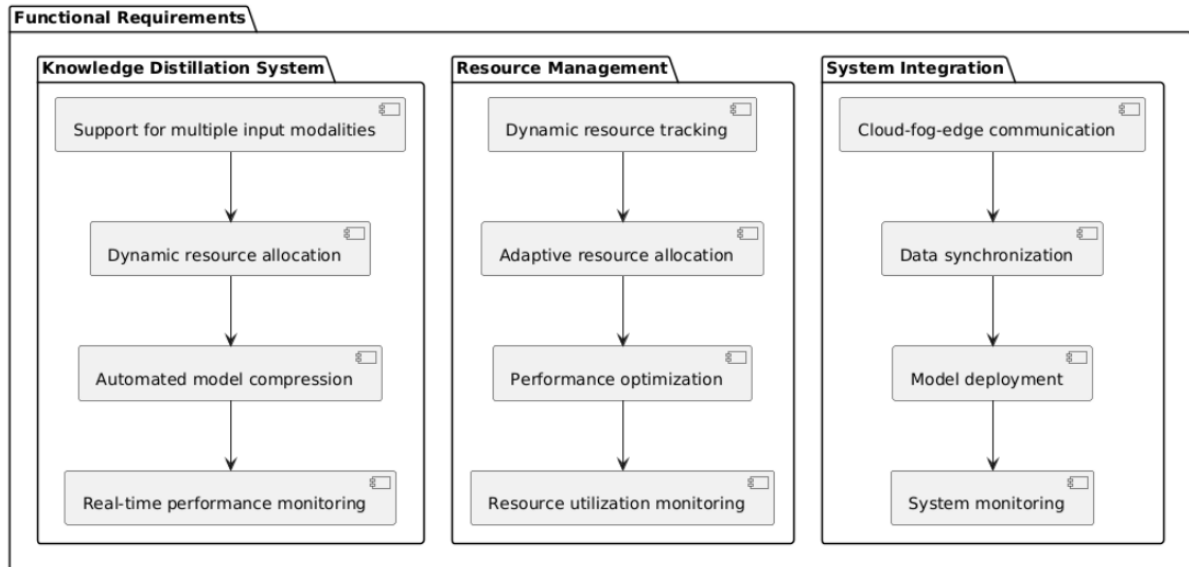 Functional Requirements
Knowledge Distillation System
Support for multiple input modalities
Dynamic resource allocation
Automated model compression
Real-time performance monitoring
Resource Management
Dynamic resource tracking
Adaptive resource allocation
Performance optimization
Resource utilization monitoring
System Integration
Cloud-fog-edge communication
Data synchronization
Model deployment
System monitoring